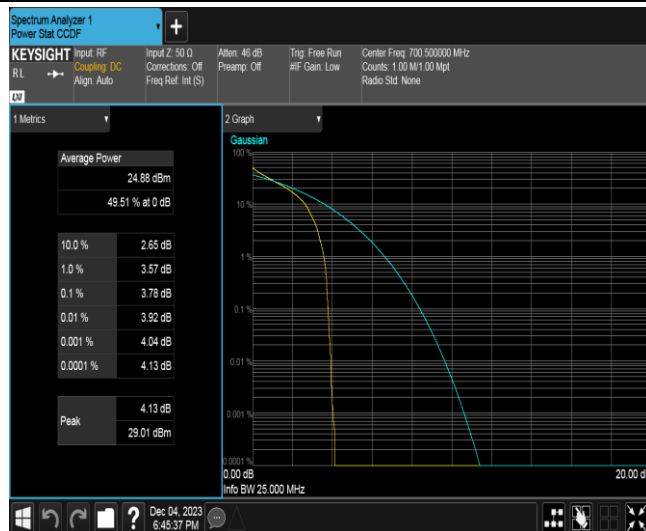 Spectrum Analyzer 1
Power Stat CCDF
+
KEYSIGHT
RL
Input: RF
Coupling: DC
Align: Auto
Input Z: 50 Ω
Corrections: Off
Freq Ref: Int (S)
Atten: 46 dB
Preamp: Off
Trig: Free Run
#IF Gain: Low
Center Freq: 700.500000 MHz
Counts: 1.00 M/1.00 Mpt
Radio Std: None
1 Metrics
Average Power
24.88 dBm
49.51 % at 0 dB
10.0 % 2.65 dB
1.0 % 3.57 dB
0.1 % 3.78 dB
0.01 % 3.92 dB
0.001 % 4.04 dB
0.0001 % 4.13 dB
Peak
4.13 dB
29.01 dBm
2 Graph
Gaussian
100 %
10 %
1 %
0.1 %
0.01 %
0.001 %
0.0001 %
0.00 dB
20.00 d
Info BW 25.000 MHz
?
Dec 04, 2023
6:45:37 PM